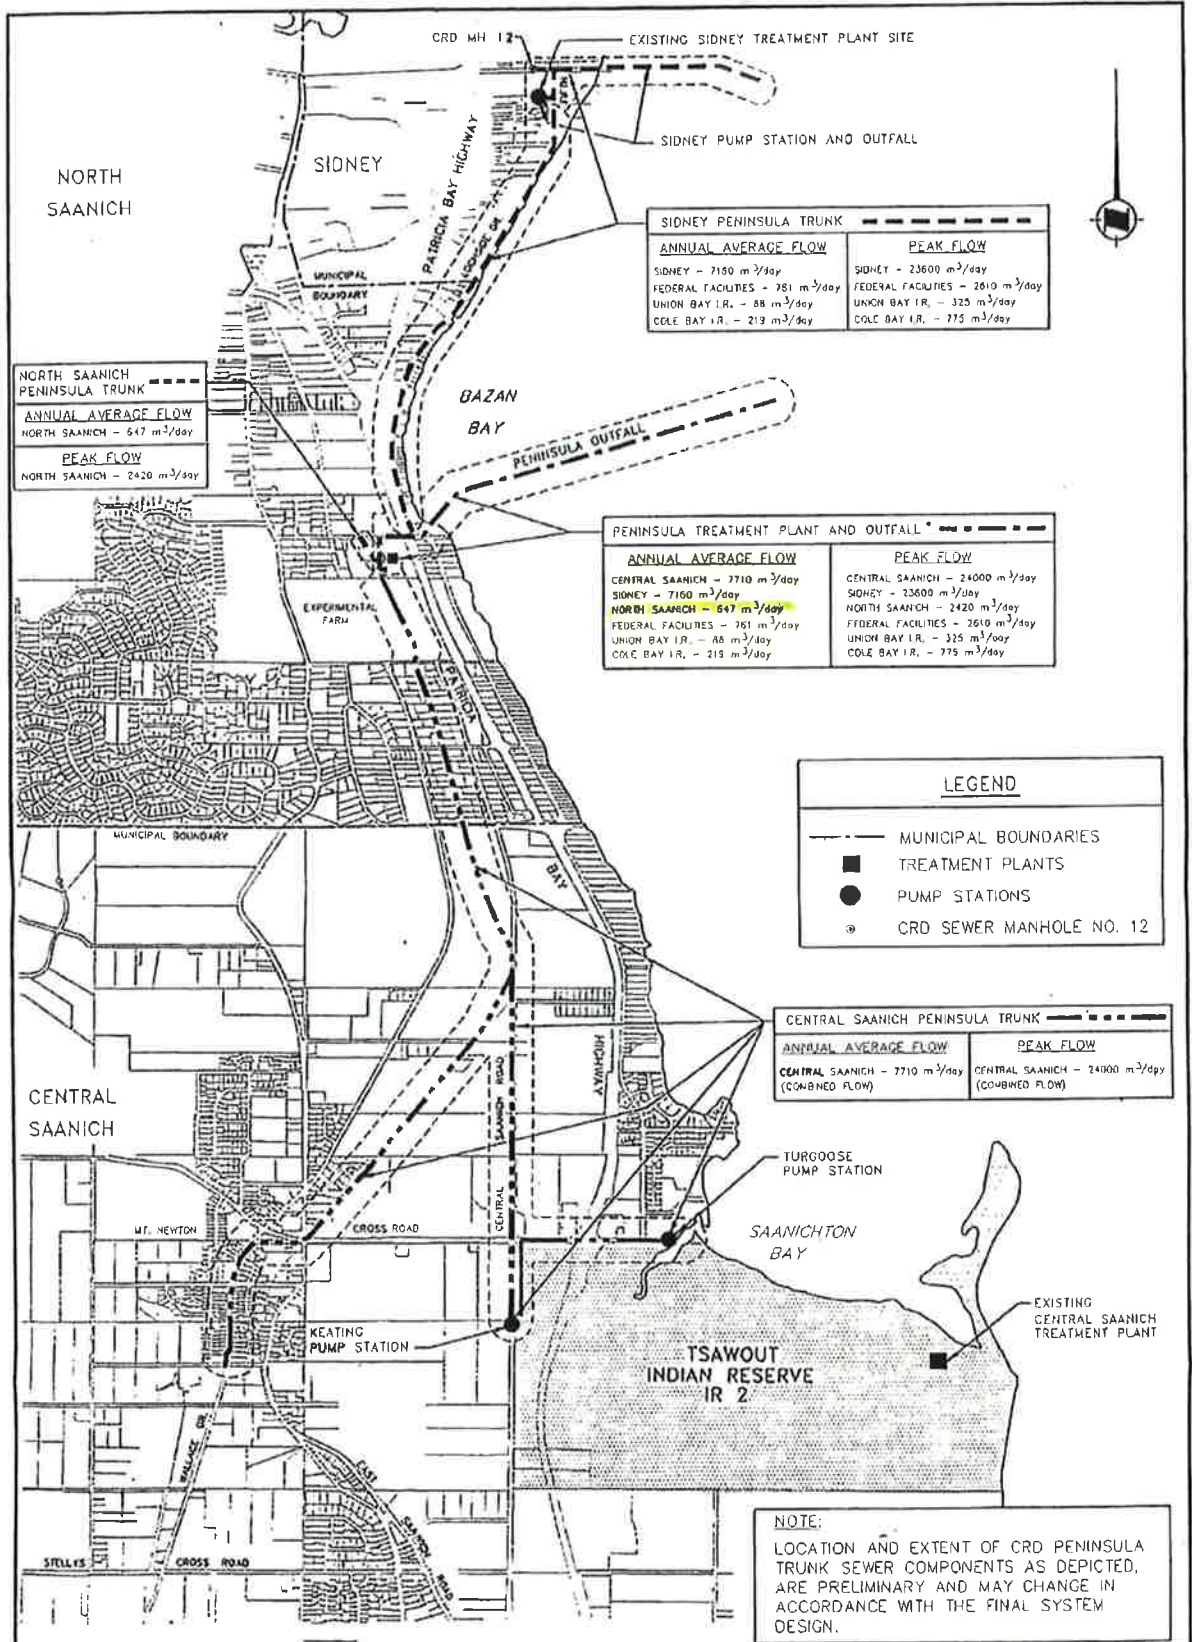 CRD MH 12
EXISTING SIDNEY TREATMENT PLANT SITE
SIDNEY PUMP STATION AND OUTFALL
NORTH
SAANICH
SIDNEY
PATRICIA BAY HIGHWAY
LOCHSIDE DR
MUNICIPAL
BOUNDARY
SIDNEY PENINSULA TRUNK
ANNUAL AVERAGE FLOW
SIDNEY - 7160 m³/day
FEDERAL FACILITIES - 761 m³/day
UNION BAY I.R. - 88 m³/day
COLE BAY I.R. - 219 m³/day
PEAK FLOW
SIDNEY - 23600 m³/day
FEDERAL FACILITIES - 2610 m³/day
UNION BAY I.R. - 325 m³/day
COLE BAY I.R. - 775 m³/day
NORTH SAANICH
PENINSULA TRUNK
ANNUAL AVERAGE FLOW
NORTH SAANICH - 647 m³/day
PEAK FLOW
NORTH SAANICH - 2420 m³/day
BAZAN
BAY
PENINSULA OUTFALL
PENINSULA TREATMENT PLANT AND OUTFALL
ANNUAL AVERAGE FLOW
CENTRAL SAANICH - 7710 m³/day
SIDNEY - 7160 m³/day
NORTH SAANICH - 647 m³/day
FEDERAL FACILITIES - 761 m³/day
UNION BAY I.R. - 88 m³/day
COLE BAY I.R. - 219 m³/day
PEAK FLOW
CENTRAL SAANICH - 24000 m³/day
SIDNEY - 23600 m³/day
NORTH SAANICH - 2420 m³/day
FEDERAL FACILITIES - 2610 m³/day
UNION BAY I.R. - 325 m³/day
COLE BAY I.R. - 775 m³/day
EXPERIMENTAL
FARM
PATRICIA
MUNICIPAL BOUNDARY
BAY
HIGHWAY
LEGEND
MUNICIPAL BOUNDARIES
TREATMENT PLANTS
PUMP STATIONS
CRD SEWER MANHOLE NO. 12
CENTRAL SAANICH PENINSULA TRUNK
ANNUAL AVERAGE FLOW
CENTRAL SAANICH - 7710 m³/day
(COMBINED FLOW)
PEAK FLOW
CENTRAL SAANICH - 24000 m³/day
(COMBINED FLOW)
CENTRAL
SAANICH
CENTRAL SAANICH ROAD
TURGOOSE
PUMP STATION
MT. NEWTON
CROSS ROAD
SAANICHTON
BAY
KEATING
PUMP STATION
EXISTING
CENTRAL SAANICH
TREATMENT PLANT
TSAWOUT
INDIAN RESERVE
IR 2
WALLACE DR
EAST SAANICH ROAD
STELLYS
CROSS ROAD
NOTE:
LOCATION AND EXTENT OF CRD PENINSULA
TRUNK SEWER COMPONENTS AS DEPICTED,
ARE PRELIMINARY AND MAY CHANGE IN
ACCORDANCE WITH THE FINAL SYSTEM
DESIGN.